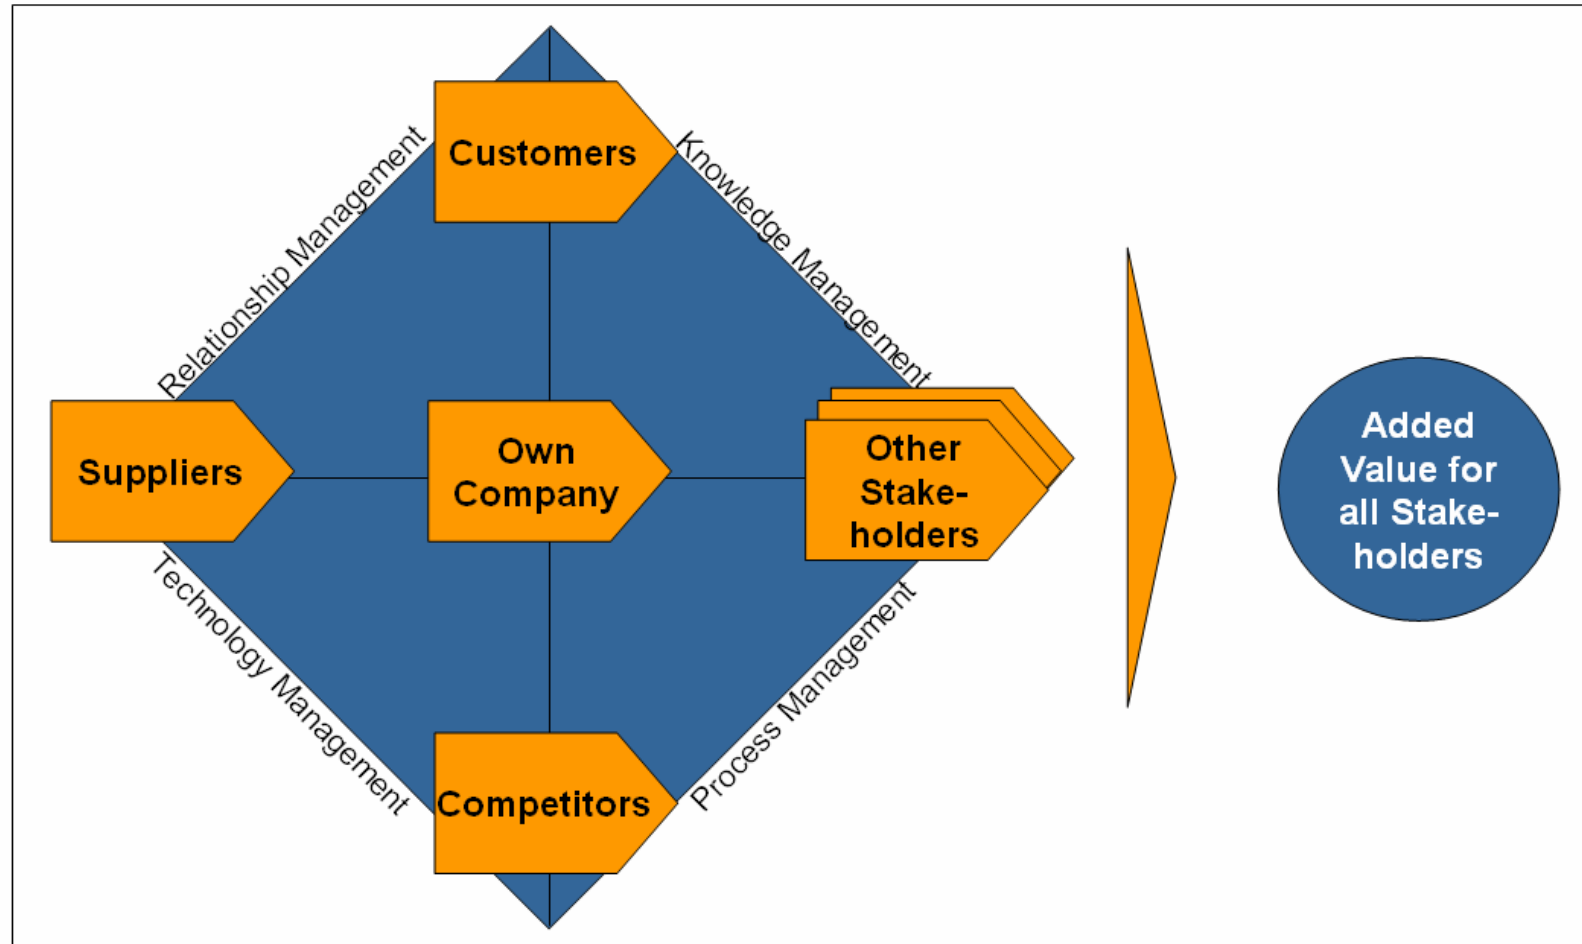 Customers
Relationship Management
Knowledge Management
Suppliers
Own
Company
Other
Stake-
holders
Added
Value for
all Stake-
holders
Technology Management
Process Management
Competitors